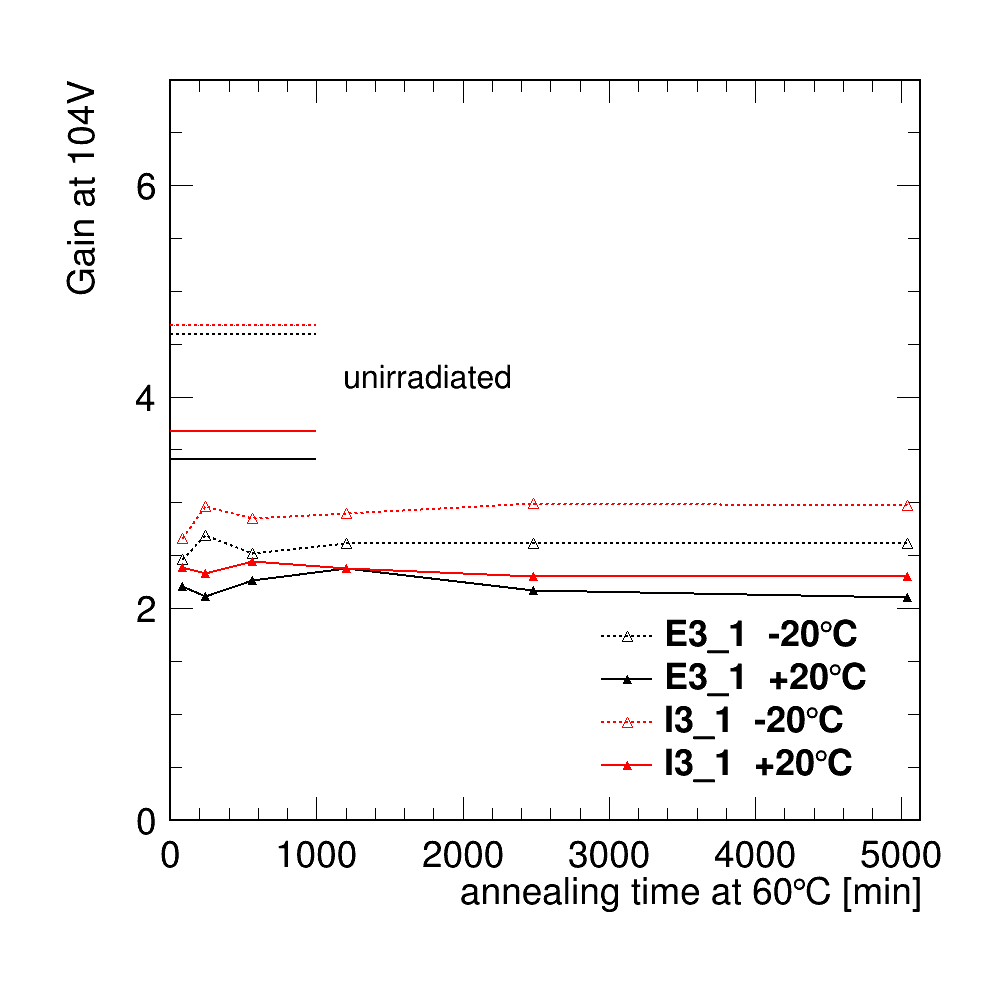 Gain at 104V
6
4
2
0
unirradiated
E3_1 -20°C
E3_1 +20°C
I3_1 -20°C
I3_1 +20°C
0 1000 2000 3000 4000 5000
annealing time at 60°C [min]